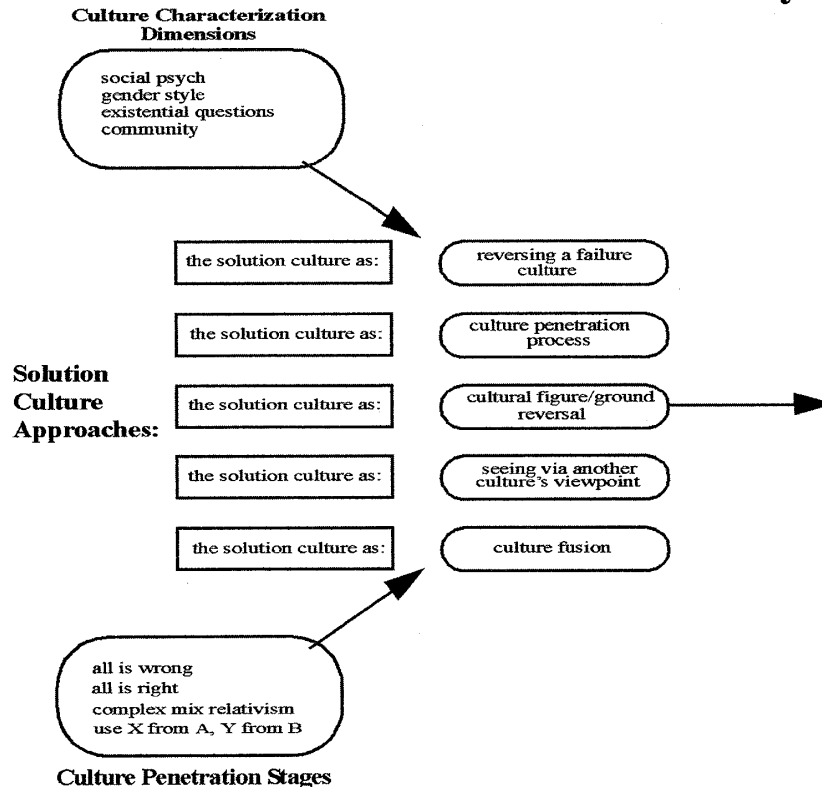 Culture Characterization
Dimensions
social psych
gender style
existential questions
community
the solution culture as:
reversing a failure
culture
the solution culture as:
culture penetration
process
Solution
Culture
Approaches:
the solution culture as:
cultural figure/ground
reversal
the solution culture as:
seeing via another
culture's viewpoint
the solution culture as:
culture fusion
all is wrong
all is right
complex mix relativism
use X from A, Y from B
Culture Penetration Stages